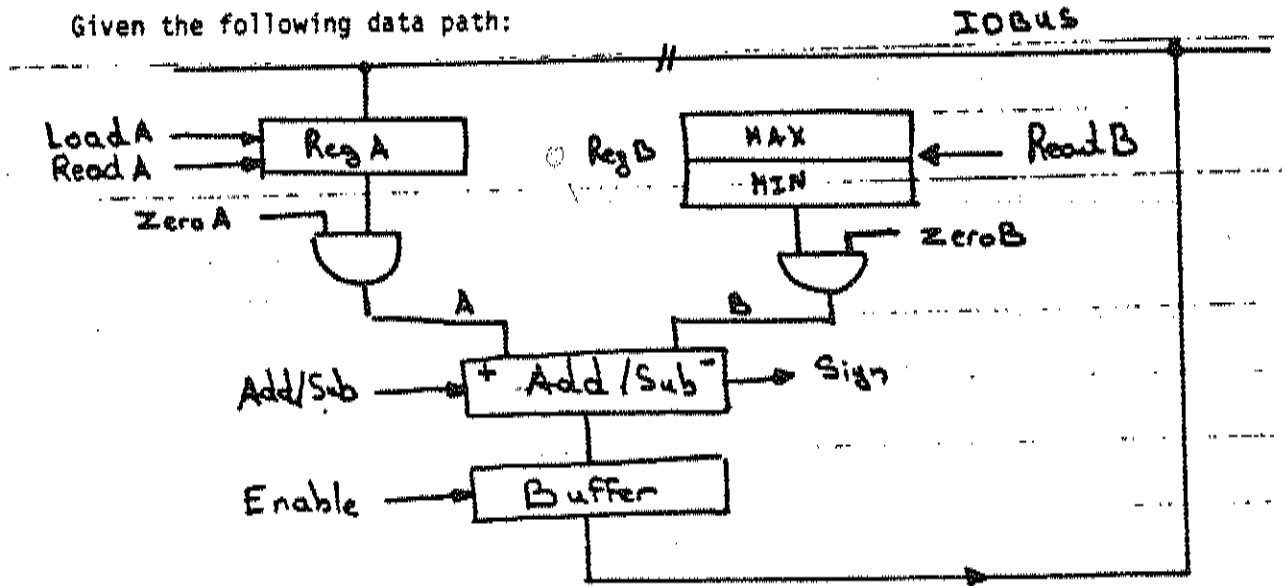 Given the following data path:
IOBUS
Load A
Read A
Reg A
Reg B
MAX
MIN
Read B
Zero A
Zero B
A
B
Add/Sub
+ Add/Sub -
Sign
Enable
Buffer